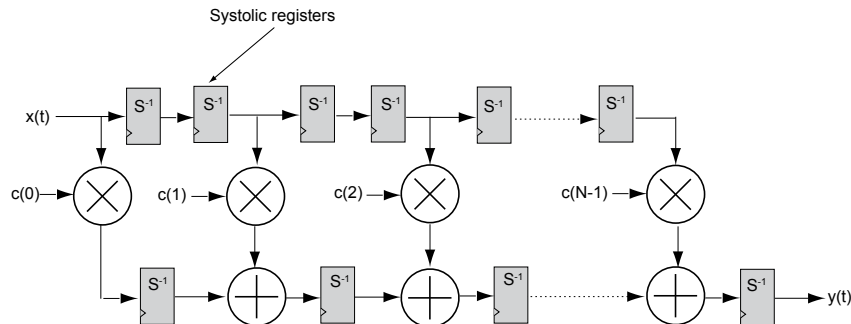 Systolic registers
S-1 S-1 S-1 S-1 S-1 S-1
x(t)
c(0) c(1) c(2) c(N-1)
S-1 S-1 S-1 S-1
y(t)